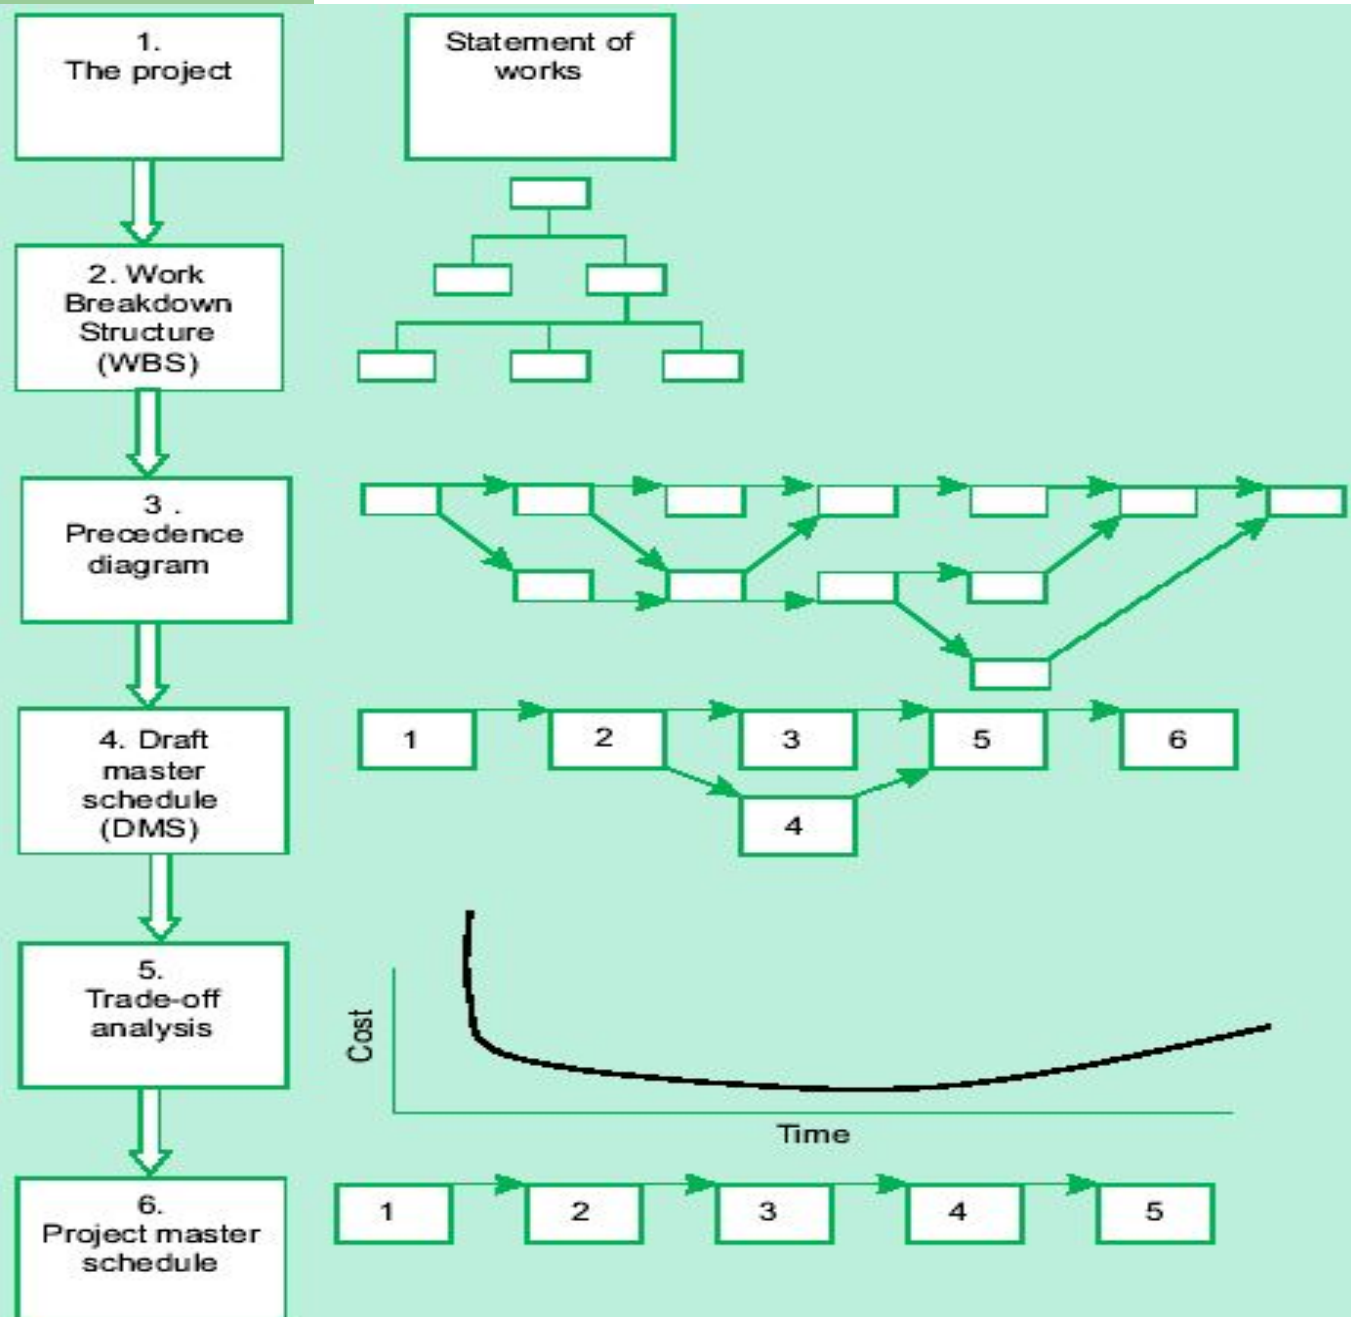 1.
The project
Statement of
works
2. Work
Breakdown
Structure
(WBS)
3 .
Precedence
diagram
4. Draft
master
schedule
(DMS)
1
2
3
5
6
4
5.
Trade-off
analysis
Cost
Time
6.
Project master
schedule
1
2
3
4
5